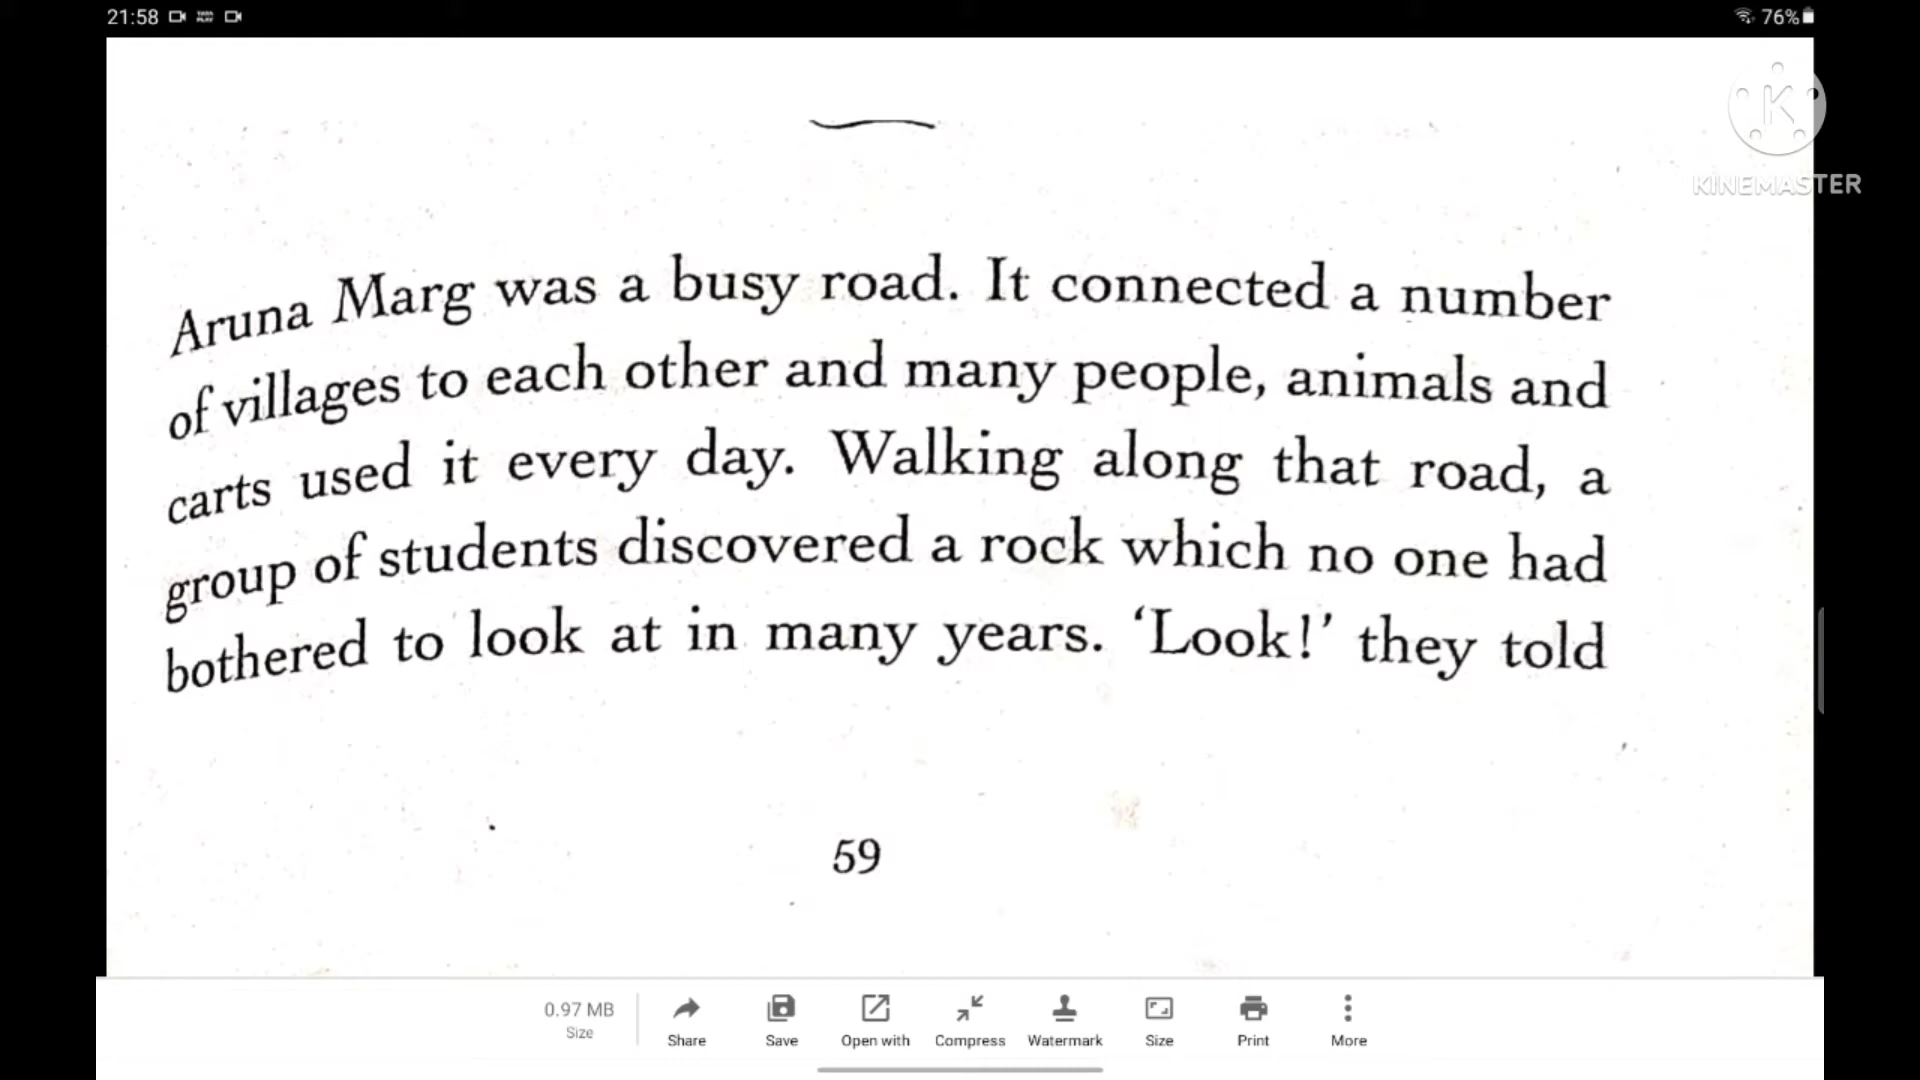 21:58
76%
KINEMASTER
Aruna Marg was a busy road. It connected a number
of villages to each other and many people, animals and
carts used it every day. Walking along that road, a
group of students discovered a rock which no one had
bothered to look at in many years. ‘Look!’ they told
59
0.97 MB
Size
Share
Save
Open with
Compress
Watermark
Size
Print
More